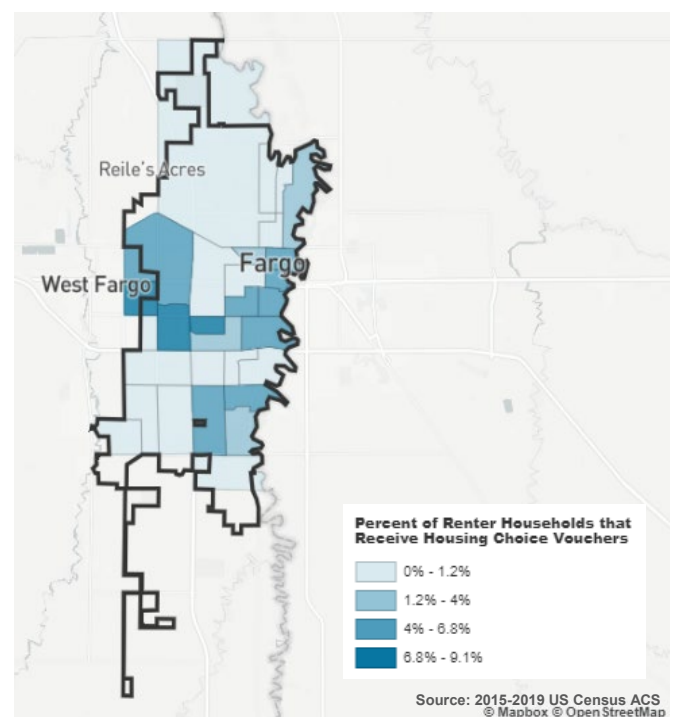 Reile's Acres
Fargo
West Fargo
Percent of Renter Households that
Receive Housing Choice Vouchers
0% - 1.2%
1.2% - 4%
4% - 6.8%
6.8% - 9.1%
Source: 2015-2019 US Census ACS
© Mapbox © OpenStreetMap